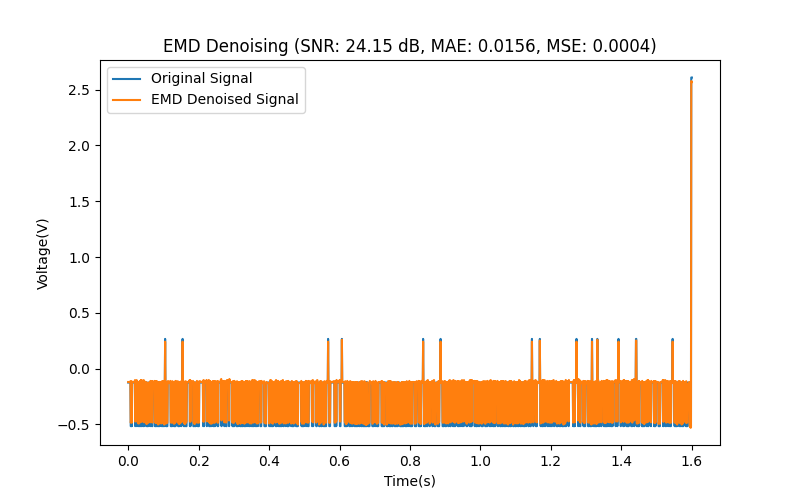 EMD Denoising (SNR: 24.15 dB, MAE: 0.0156, MSE: 0.0004)
Original Signal
EMD Denoised Signal
Voltage(V)
2.5
2.0
1.5
1.0
0.5
0.0
−0.5
0.0 0.2 0.4 0.6 0.8 1.0 1.2 1.4 1.6
Time(s)